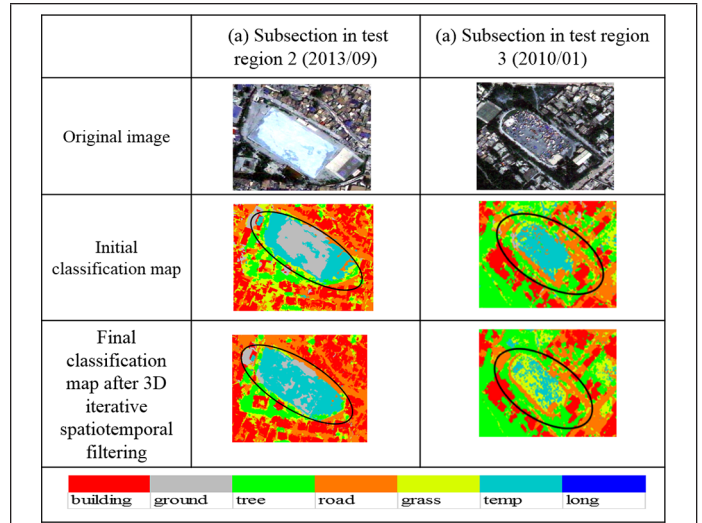 (a) Subsection in test
region 2 (2013/09)
(a) Subsection in test region
3 (2010/01)
Original image
Initial
classification map
Final
classification
map after 3D
iterative
spatiotemporal
filtering
building ground tree road grass temp long